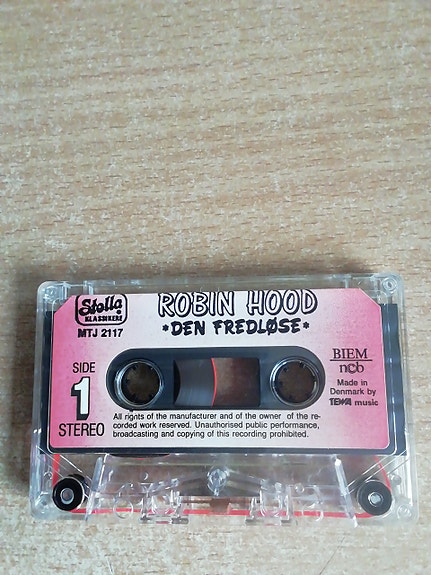 Stella
KLASSIKERE
MTJ 2117
ROBIN HOOD
*DEN FREDLØSE*
SIDE
1
STEREO
BIEM
ncb
Made in
Denmark by
TEMA music
All rights of the manufacturer and of the owner of the re-
corded work reserved. Unauthorised public performance,
broadcasting and copying of this recording prohibited.